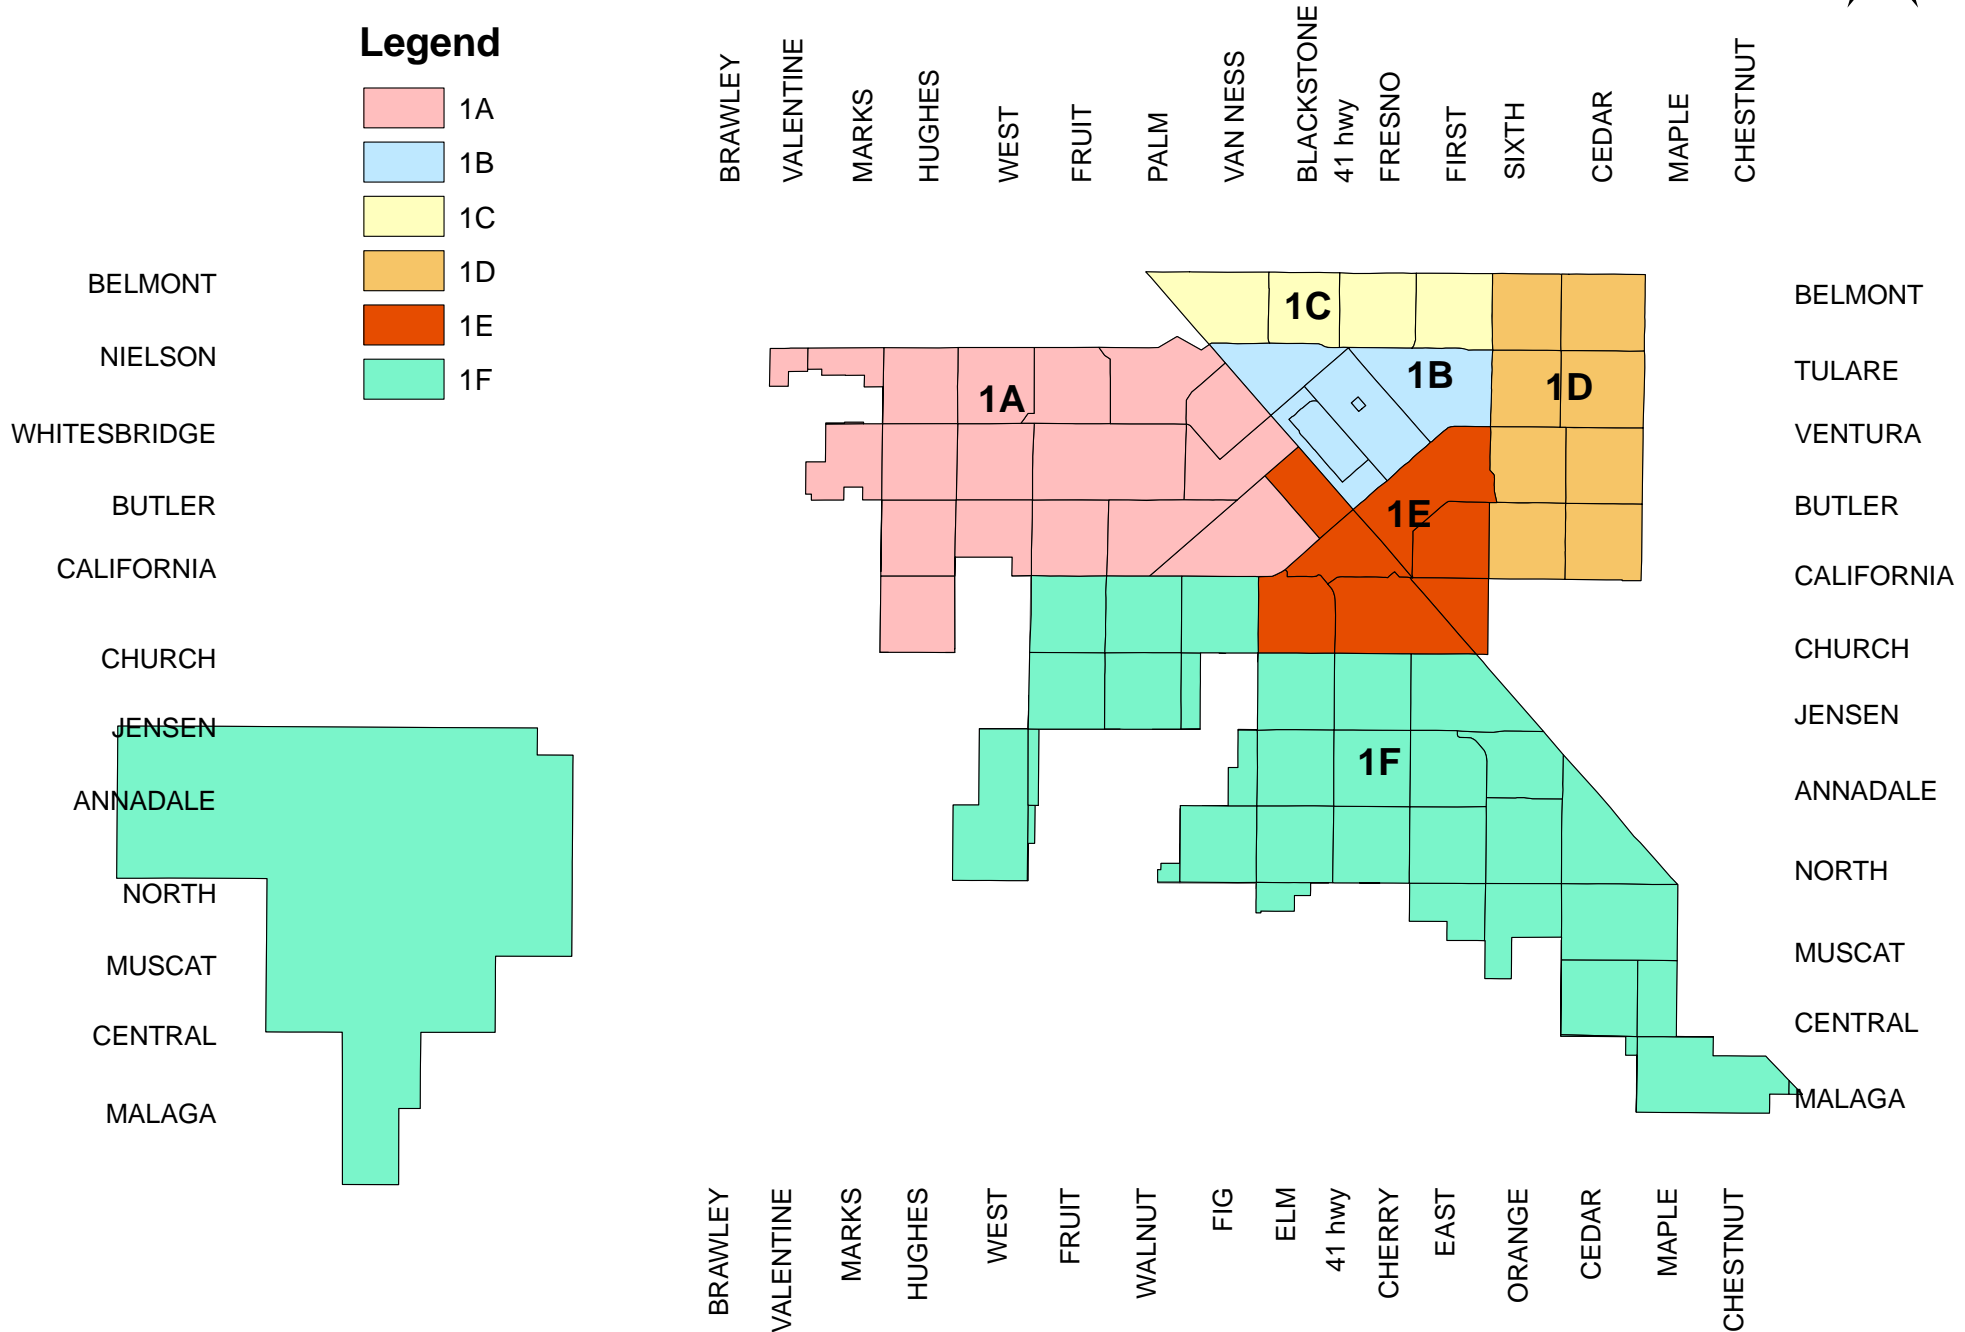 Legend
1A
1B
1C
1D
1E
1F
BRAWLEY
VALENTINE
MARKS
HUGHES
WEST
FRUIT
PALM
VAN NESS
BLACKSTONE
41 hwy
FRESNO
FIRST
SIXTH
CEDAR
MAPLE
CHESTNUT
BELMONT
NIELSON
WHITESBRIDGE
BUTLER
CALIFORNIA
CHURCH
JENSEN
ANNADALE
NORTH
MUSCAT
CENTRAL
MALAGA
1C
1B
1A
1D
1E
1F
BELMONT
TULARE
VENTURA
BUTLER
CALIFORNIA
CHURCH
JENSEN
ANNADALE
NORTH
MUSCAT
CENTRAL
MALAGA
BRAWLEY
VALENTINE
MARKS
HUGHES
WEST
FRUIT
WALNUT
FIG
ELM
41 hwy
CHERRY
EAST
ORANGE
CEDAR
MAPLE
CHESTNUT